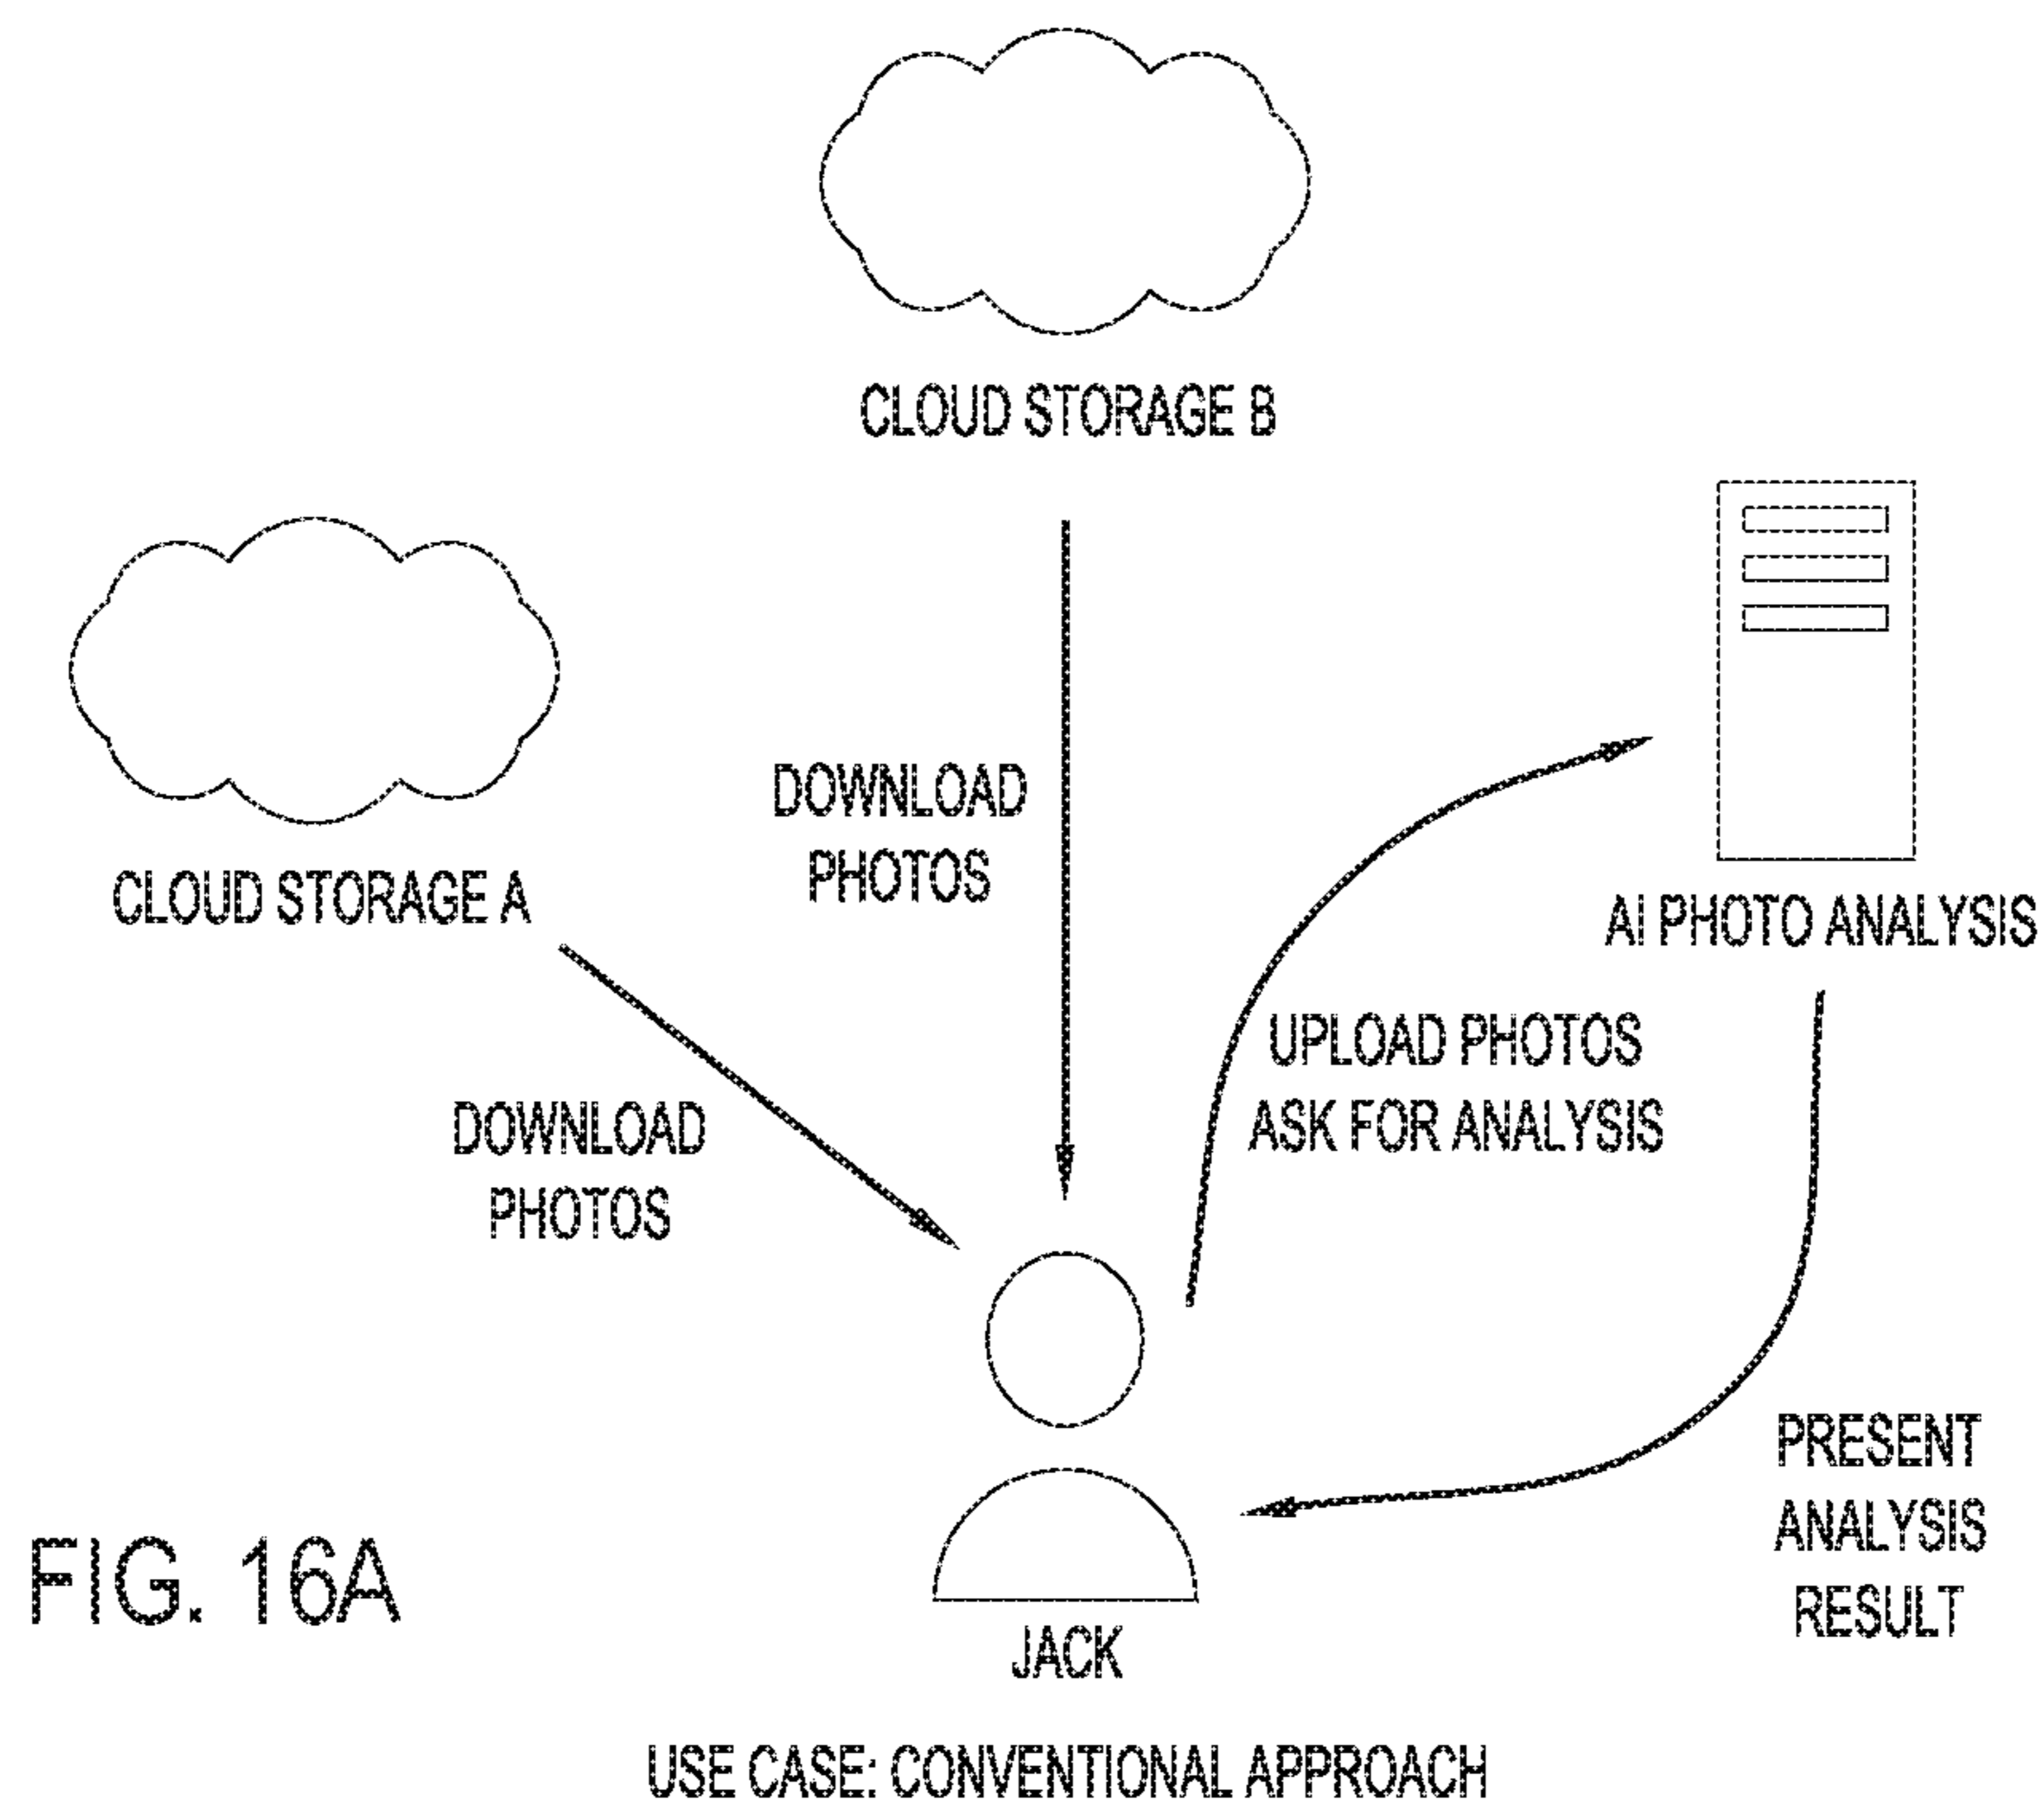 CLOUD STORAGE B
CLOUD STORAGE A
DOWNLOAD
PHOTOS
AI PHOTO ANALYSIS
UPLOAD PHOTOS
ASK FOR ANALYSIS
DOWNLOAD
PHOTOS
PRESENT
ANALYSIS
RESULT
FIG. 16A
JACK
USE CASE: CONVENTIONAL APPROACH